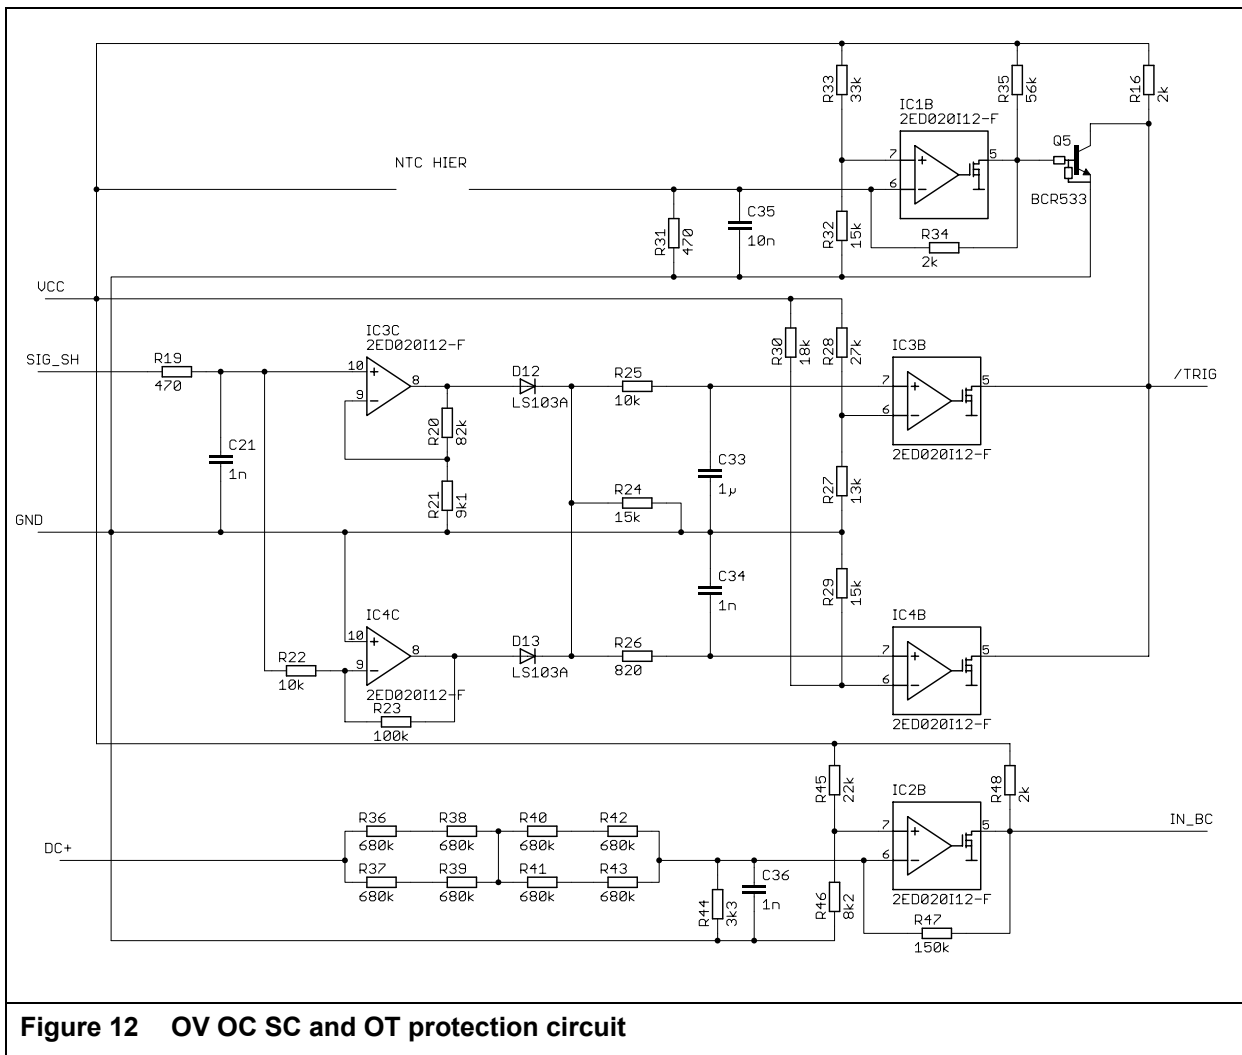 R33
33k
R35
56k
R16
2k
IC1B
2ED020I12-F
7
+
6
−
5
Q5
BCR533
NTC HIER
R31
470
C35
10n
R32
15k
R34
2k
VCC
SIG_SH
R19
470
C21
1n
IC3C
2ED020I12-F
10
+
9
−
8
R20
82k
R21
9k1
D12
LS103A
R25
10k
C33
1µ
R24
15k
R30
18k
R28
27k
R27
13k
IC3B
7
+
6
−
5
2ED020I12-F
/TRIG
GND
C34
1n
R29
15k
IC4C
10
+
9
−
8
2ED020I12-F
R22
10k
R23
100k
D13
LS103A
R26
820
IC4B
7
+
6
−
5
2ED020I12-F
DC+
R36
680k
R38
680k
R40
680k
R42
680k
R37
680k
R39
680k
R41
680k
R43
680k
R44
3k3
C36
1n
R45
22k
R46
8k2
IC2B
7
+
6
−
5
2ED020I12-F
R48
2k
R47
150k
IN_BC
Figure 12 OV OC SC and OT protection circuit